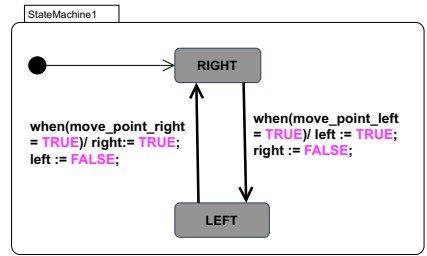 StateMachine1
RIGHT
when(move_point_right
= TRUE)/ right:= TRUE;
left := FALSE;
when(move_point_left
= TRUE)/ left := TRUE;
right := FALSE;
LEFT